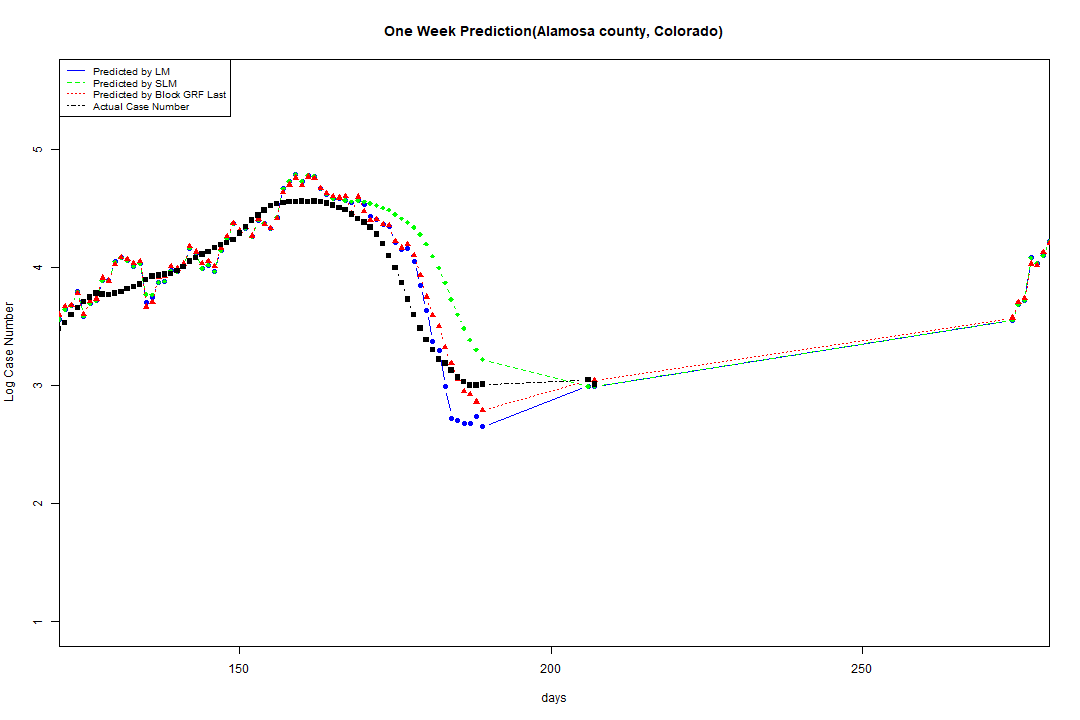 One Week Prediction(Alamosa county, Colorado)
Predicted by LM
Predicted by SLM
Predicted by Block GRF Last
Actual Case Number
5
4
3
2
1
Log Case Number
150 200 250
days